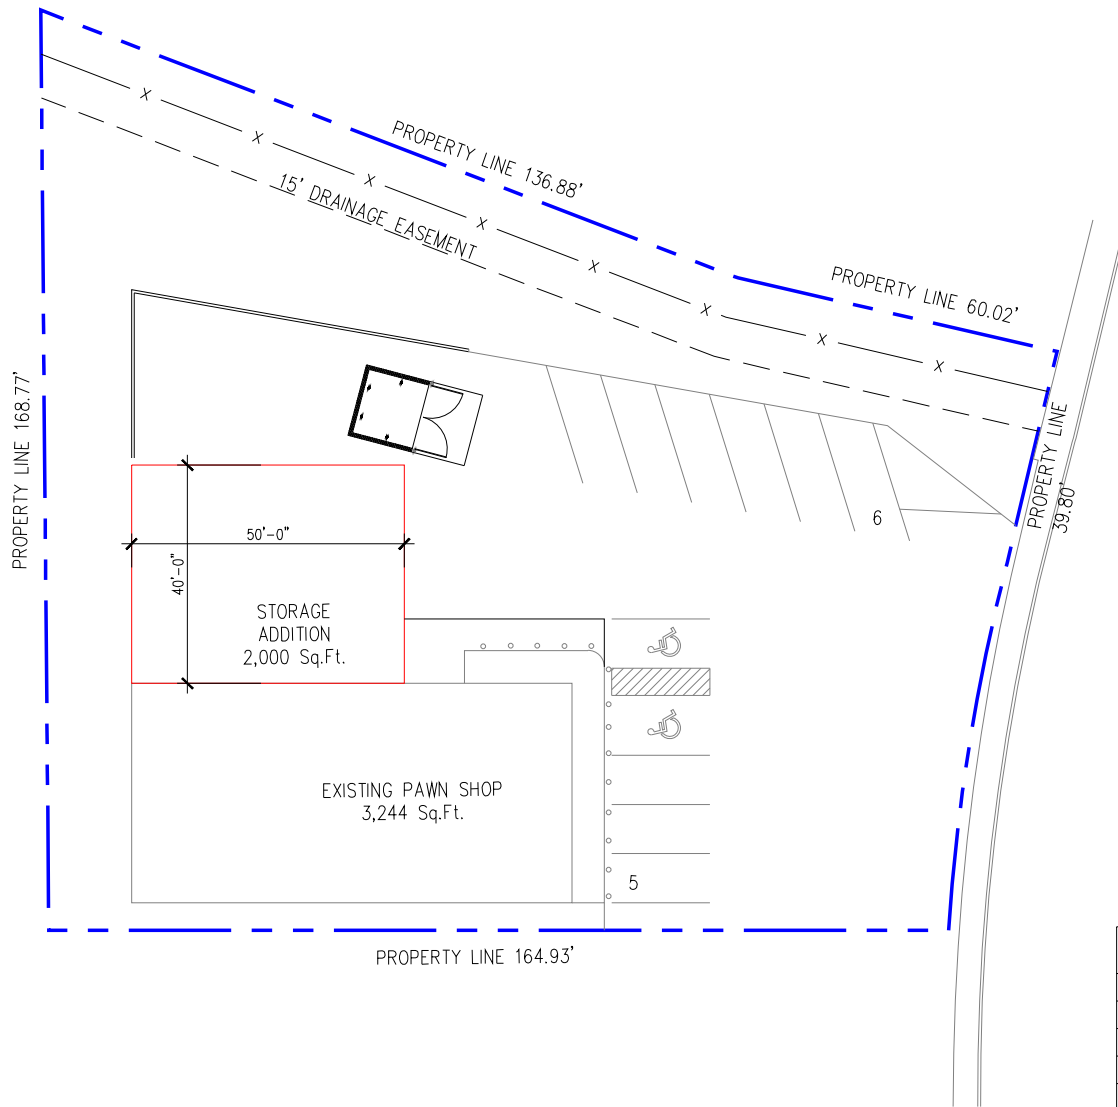 PROPERTY LINE 136.88'
15' DRAINAGE EASEMENT
PROPERTY LINE 60.02'
PROPERTY LINE 168.77'
PROPERTY LINE
39.80'
6
50'-0"
40'-0"
STORAGE
ADDITION
2,000 Sq.Ft.
EXISTING PAWN SHOP
3,244 Sq.Ft.
5
PROPERTY LINE 164.93'